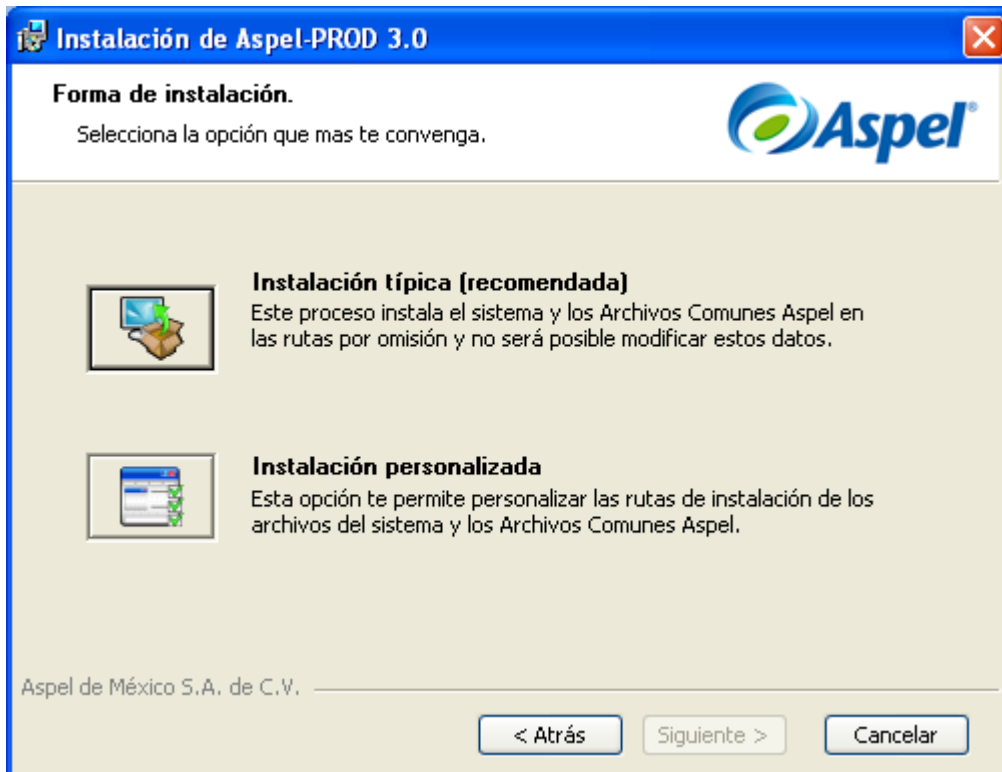 Instalación de Aspel-PROD 3.0
Forma de instalación.
Selecciona la opción que mas te convenga.
Aspel®
Instalación típica (recomendada)
Este proceso instala el sistema y los Archivos Comunes Aspel en
las rutas por omisión y no será posible modificar estos datos.
Instalación personalizada
Esta opción te permite personalizar las rutas de instalación de los
archivos del sistema y los Archivos Comunes Aspel.
Aspel de México S.A. de C.V.
< Atrás
Siguiente >
Cancelar